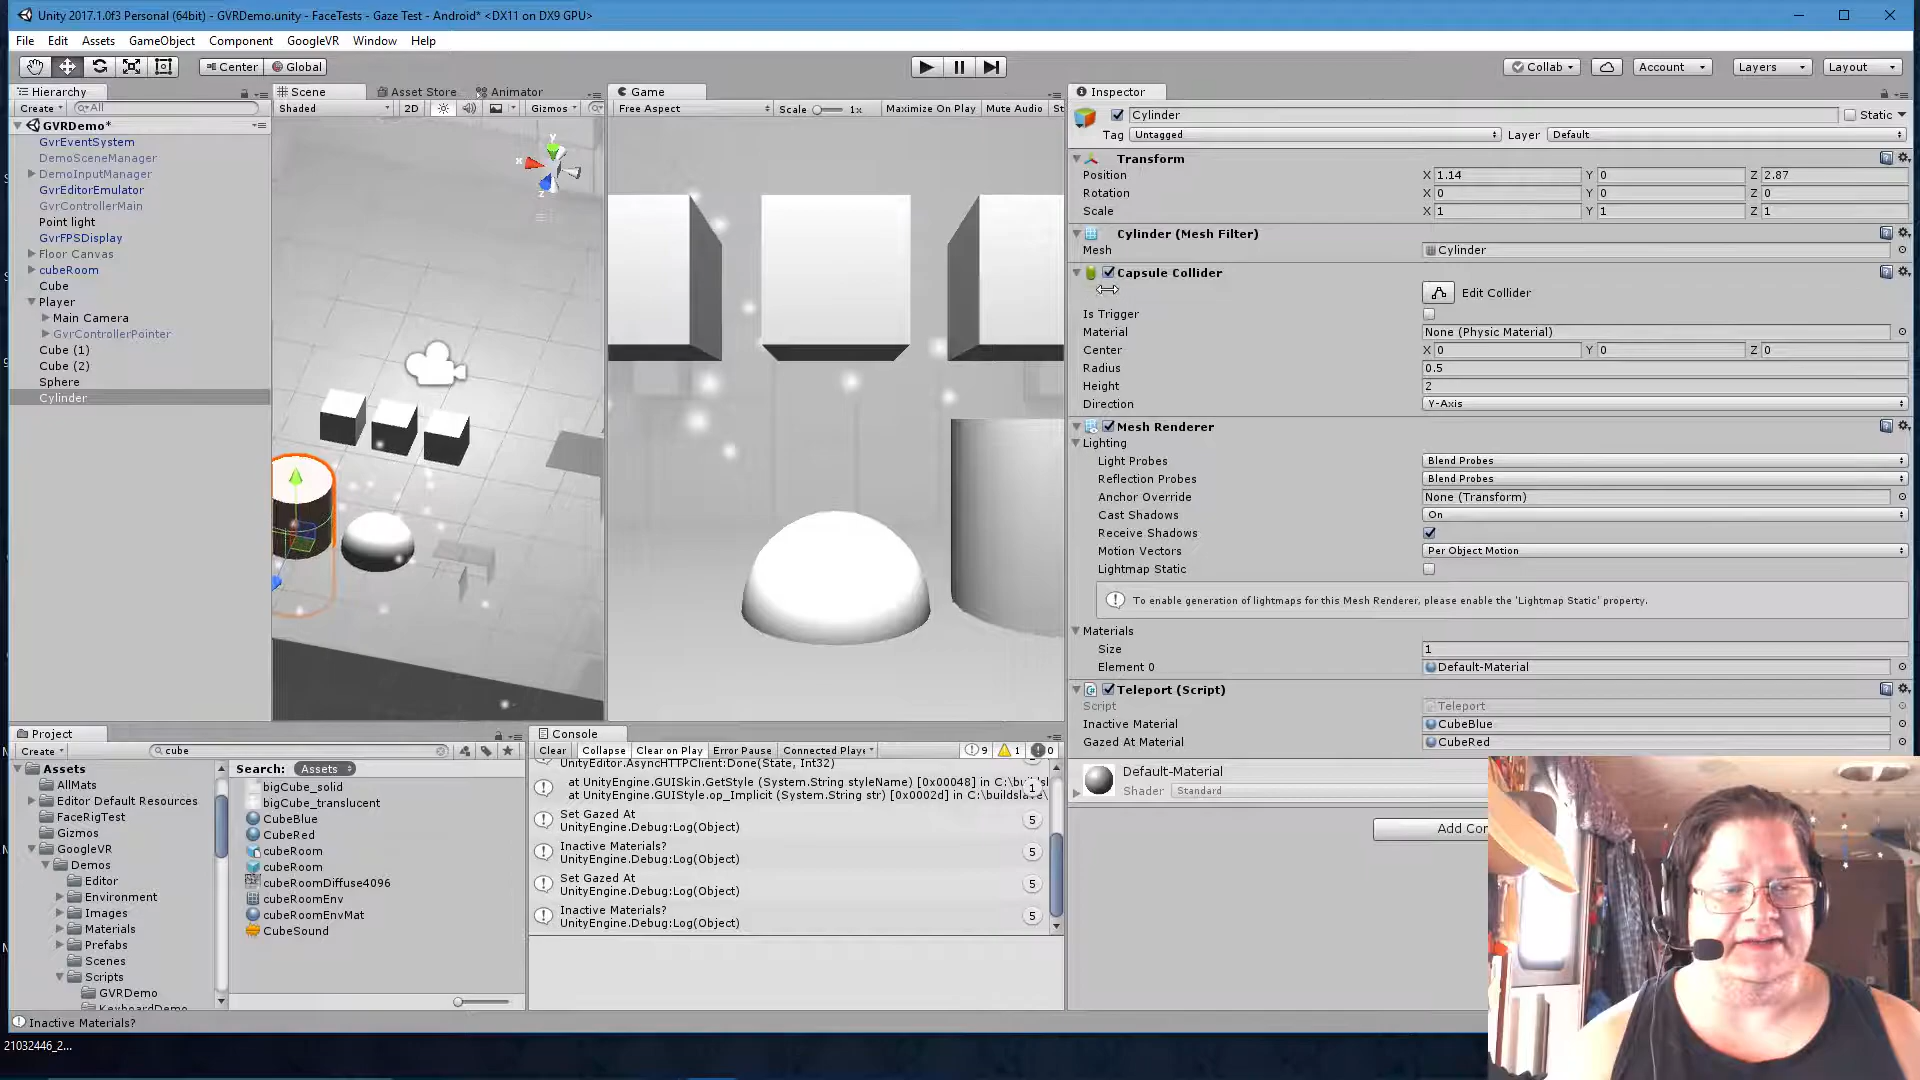 Unity 2017.1.0f3 Personal (64bit) - GVRDemo.unity - FaceTests - Gaze Test - Android* <DX11 on DX9 GPU>
File Edit Assets GameObject Component GoogleVR Window Help
Center Global Collab Account Layers Layout
Hierarchy
Create All
GVRDemo*
GvrEventSystem
DemoSceneManager
DemoInputManager
GvrEditorEmulator
GvrControllerMain
Point light
GvrFPSDisplay
Floor Canvas
cubeRoom
Cube
Player
Main Camera
GvrControllerPointer
Cube (1)
Cube (2)
Sphere
Cylinder
Scene Asset Store Animator
Shaded 2D Gizmos
y
x
z
Game
Free Aspect Scale 1x Maximize On Play Mute Audio St
Inspector
Cylinder Static
Tag Untagged Layer Default
Transform
Position X 1.14 Y 0 Z 2.87
Rotation X 0 Y 0 Z 0
Scale X 1 Y 1 Z 1
Cylinder (Mesh Filter)
Mesh Cylinder
Capsule Collider
Edit Collider
Is Trigger
Material None (Physic Material)
Center X 0 Y 0 Z 0
Radius 0.5
Height 2
Direction Y-Axis
Mesh Renderer
Lighting
Light Probes Blend Probes
Reflection Probes Blend Probes
Anchor Override None (Transform)
Cast Shadows On
Receive Shadows
Motion Vectors Per Object Motion
Lightmap Static
To enable generation of lightmaps for this Mesh Renderer, please enable the 'Lightmap Static' property.
Materials
Size 1
Element 0 Default-Material
Teleport (Script)
Script Teleport
Inactive Material CubeBlue
Gazed At Material CubeRed
Default-Material
Shader Standard
Add Co
Project
Create cube
Assets
AllMats
Editor Default Resources
FaceRigTest
Gizmos
GoogleVR
Demos
Editor
Environment
Images
Materials
Prefabs
Scenes
Scripts
GVRDemo
KeyboardDemo
Search: Assets
bigCube_solid
bigCube_translucent
CubeBlue
CubeRed
cubeRoom
cubeRoom
cubeRoomDiffuse4096
cubeRoomEnv
cubeRoomEnvMat
CubeSound
Console
Clear Collapse Clear on Play Error Pause Connected Playe 9 1 0
UnityEditor.AsyncHTTPClient:Done(State, Int32)
at UnityEngine.GUISkin.GetStyle (System.String styleName) [0x00048] in C:\buildsl 1
at UnityEngine.GUIStyle.op_Implicit (System.String str) [0x0002d] in C:\buildslave\
Set Gazed At 5
UnityEngine.Debug:Log(Object)
Inactive Materials? 5
UnityEngine.Debug:Log(Object)
Set Gazed At 5
UnityEngine.Debug:Log(Object)
Inactive Materials? 5
UnityEngine.Debug:Log(Object)
Inactive Materials?
21032446_2...